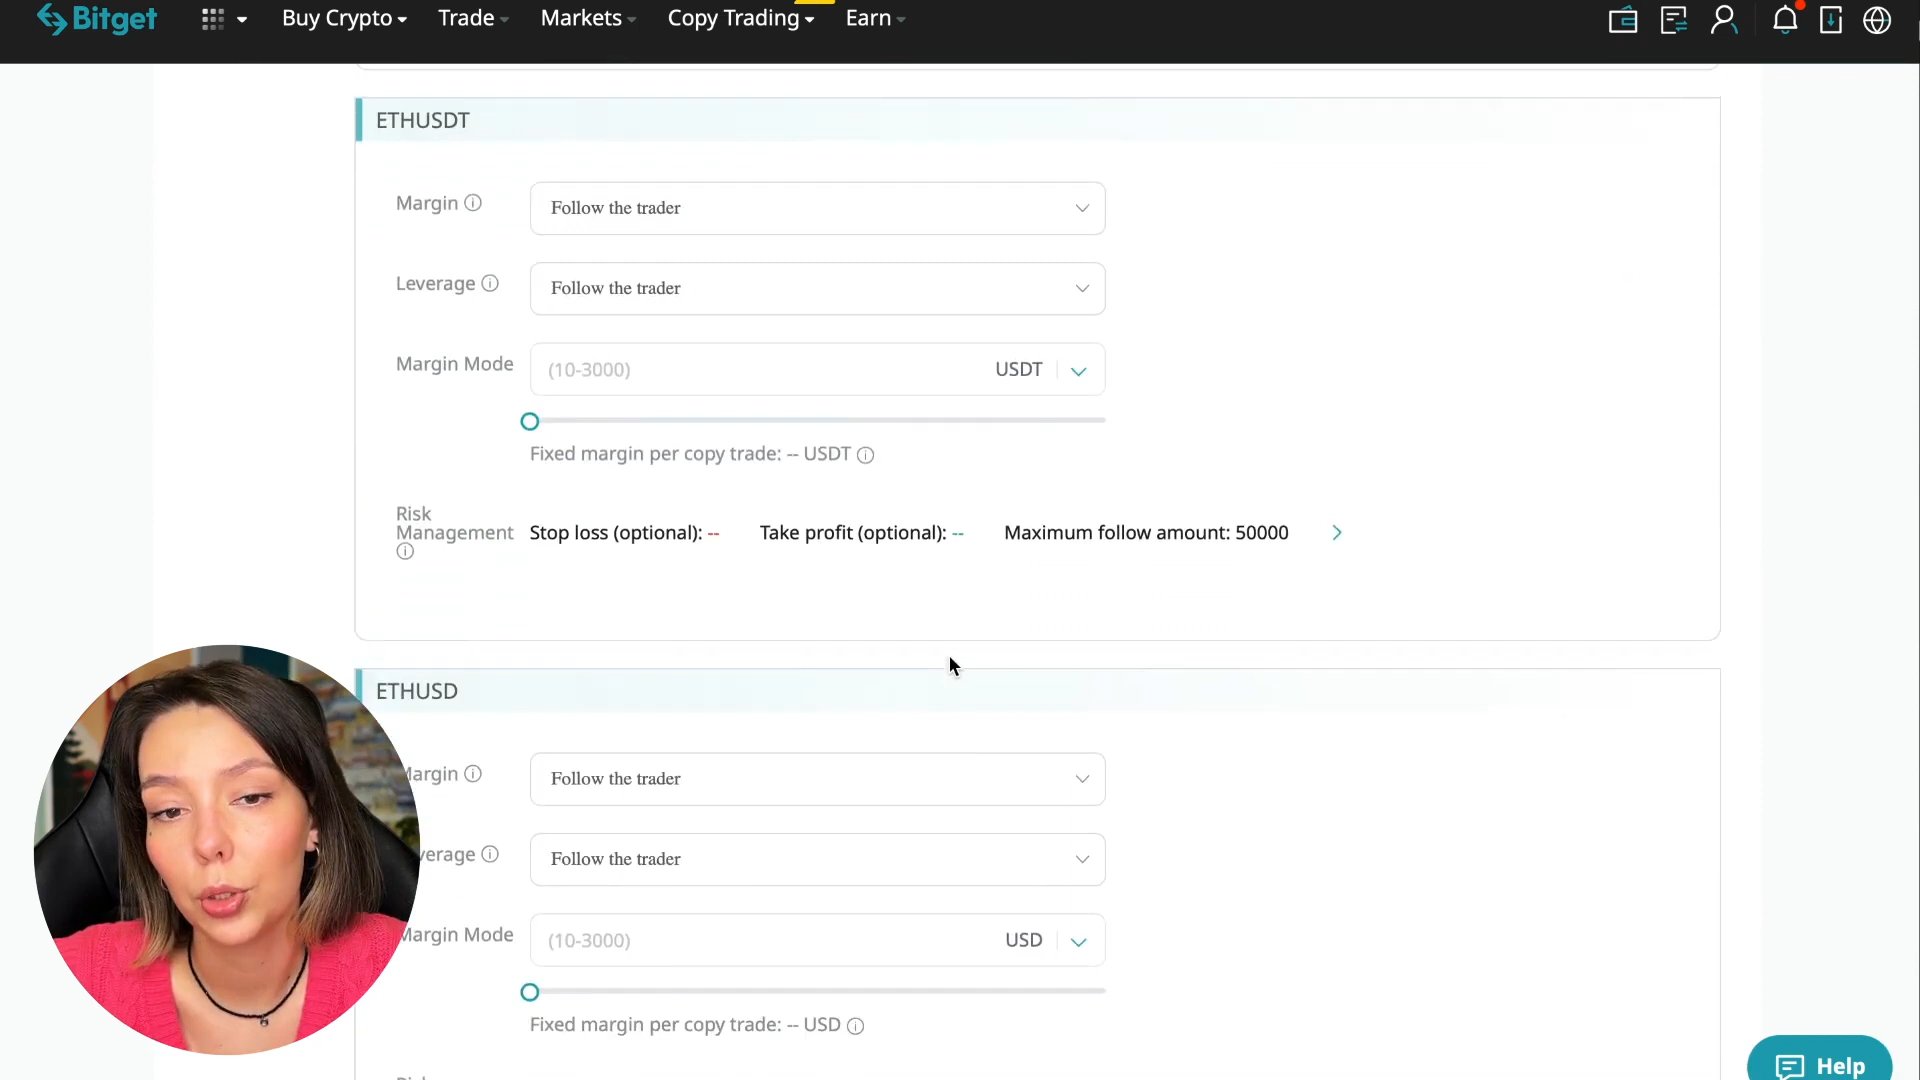 Bitget
Buy Crypto Trade Markets Copy Trading Earn
ETHUSDT
Margin Follow the trader
Leverage Follow the trader
Margin Mode (10-3000) USDT
Fixed margin per copy trade: -- USDT
Risk
Management Stop loss (optional): -- Take profit (optional): -- Maximum follow amount: 50000
ETHUSD
Margin Follow the trader
verage Follow the trader
Margin Mode (10-3000) USD
Fixed margin per copy trade: -- USD
Help